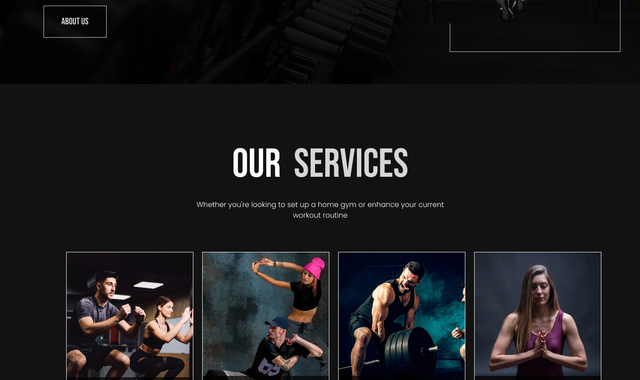 ABOUT US
OUR SERVICES
Whether you're looking to set up a home gym or enhance your current
workout routine